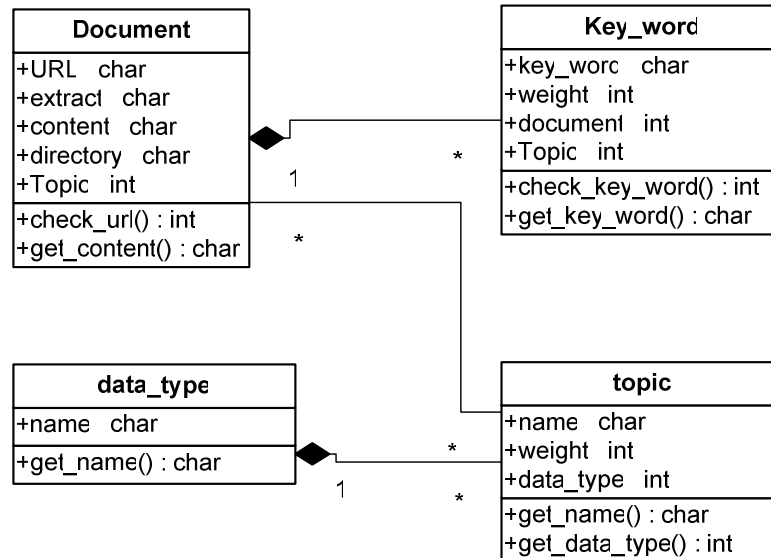 Document
+URL char
+extract char
+content char
+directory char
+Topic int
+check_url() : int
+get_content() : char
Key_word
+key_word char
+weight int
+document int
+Topic int
+check_key_word() : int
+get_key_word() : char
1
*
*
data_type
+name char
+get_name() : char
topic
+name char
+weight int
+data_type int
+get_name() : char
+get_data_type() : int
*
1
*